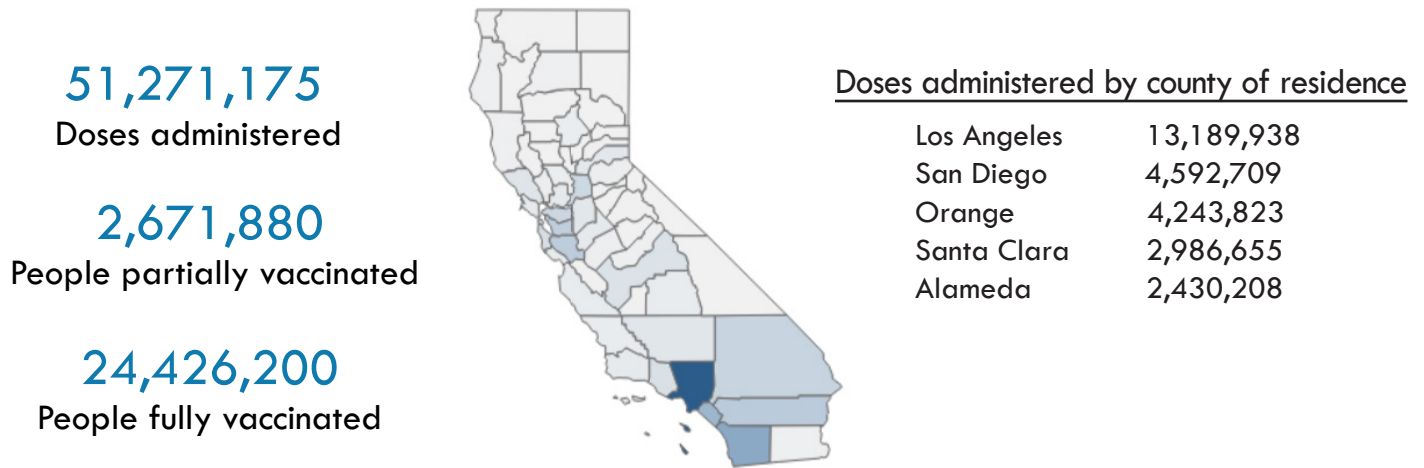 51,271,175
Doses administered
2,671,880
People partially vaccinated
24,426,200
People fully vaccinated
Doses administered by county of residence
Los Angeles 13,189,938
San Diego 4,592,709
Orange 4,243,823
Santa Clara 2,986,655
Alameda 2,430,208